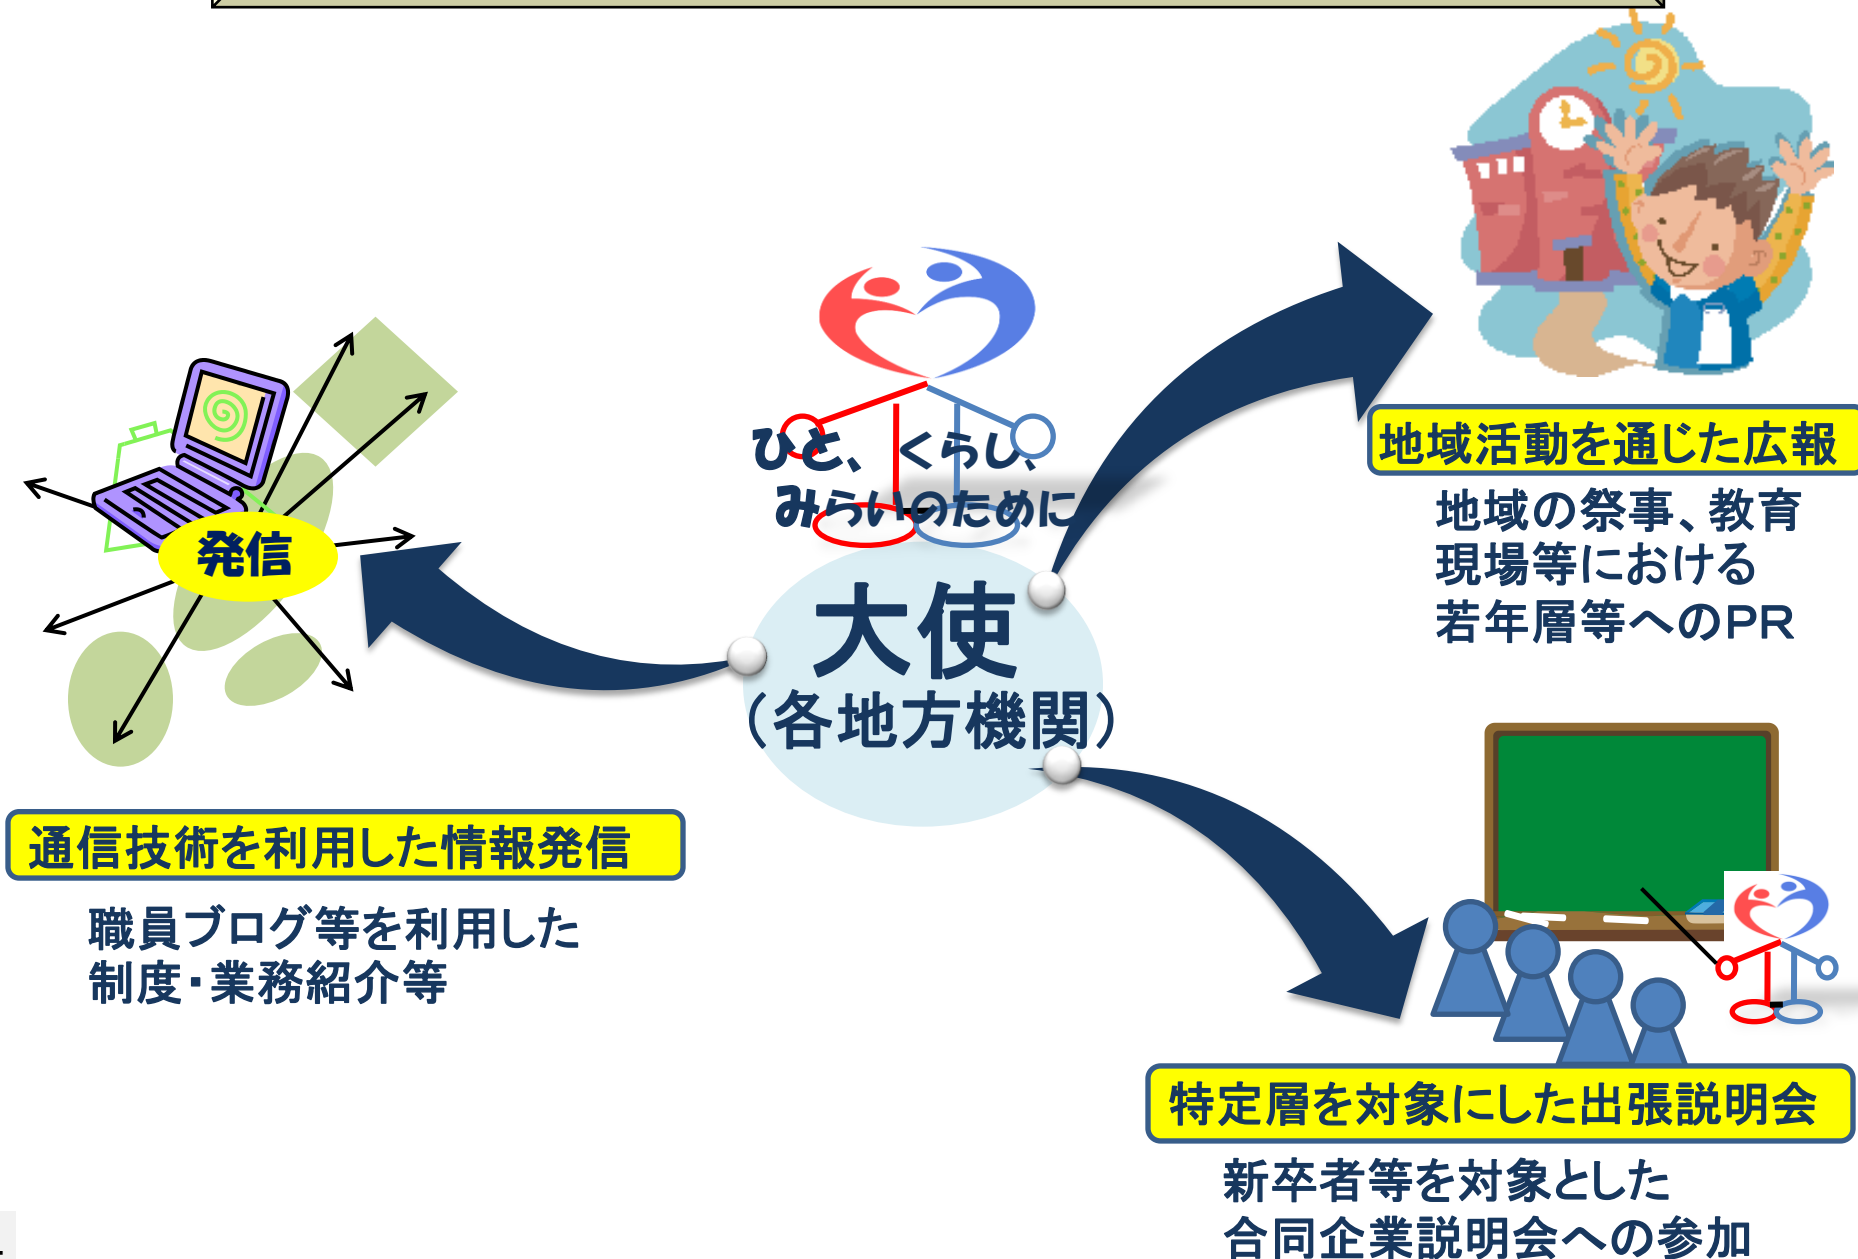 ひと、くらし、
みらいのために
大使
（各地方機関）
発信
通信技術を利用した情報発信
職員ブログ等を利用した
制度・業務紹介等
地域活動を通じた広報
地域の祭事、教育
現場等における
若年層等へのPR
特定層を対象にした出張説明会
新卒者等を対象とした
合同企業説明会への参加